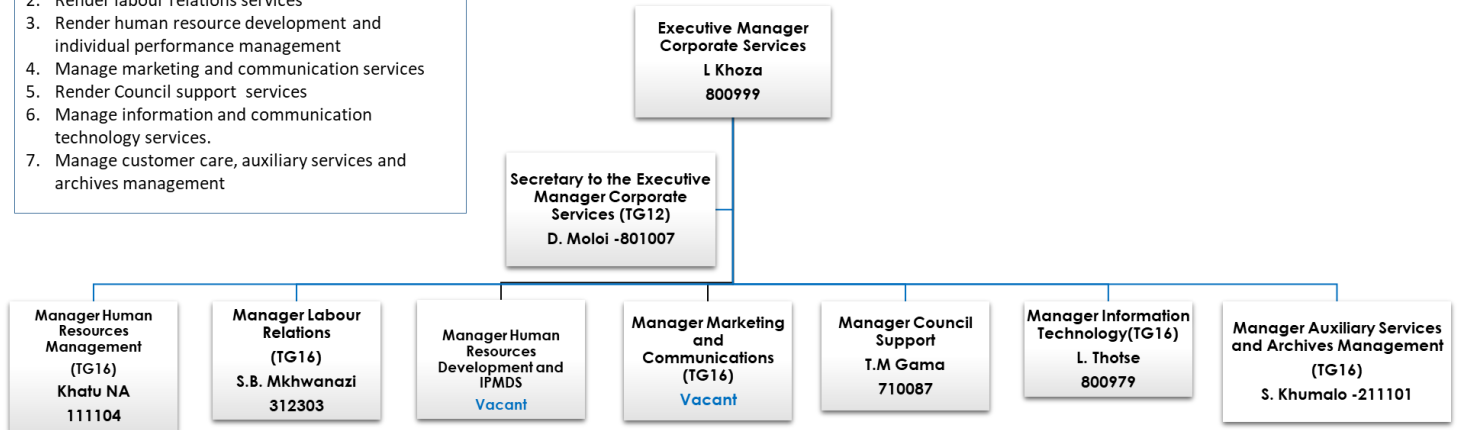 2. Render labour relations services
3. Render human resource development and
individual performance management
4. Manage marketing and communication services
5. Render Council support services
6. Manage information and communication
technology services.
7. Manage customer care, auxiliary services and
archives management
Executive Manager
Corporate Services
L Khoza
800999
Secretary to the Executive
Manager Corporate
Services (TG12)
D. Moloi -801007
Manager Human
Resources
Management
(TG16)
Khatu NA
111104
Manager Labour
Relations
(TG16)
S.B. Mkhwanazi
312303
Manager Human
Resources
Development and
IPMDS
Vacant
Manager Marketing
and
Communications
(TG16)
Vacant
Manager Council
Support
T.M Gama
710087
Manager Information
Technology(TG16)
L. Thotse
800979
Manager Auxiliary Services
and Archives Management
(TG16)
S. Khumalo -211101